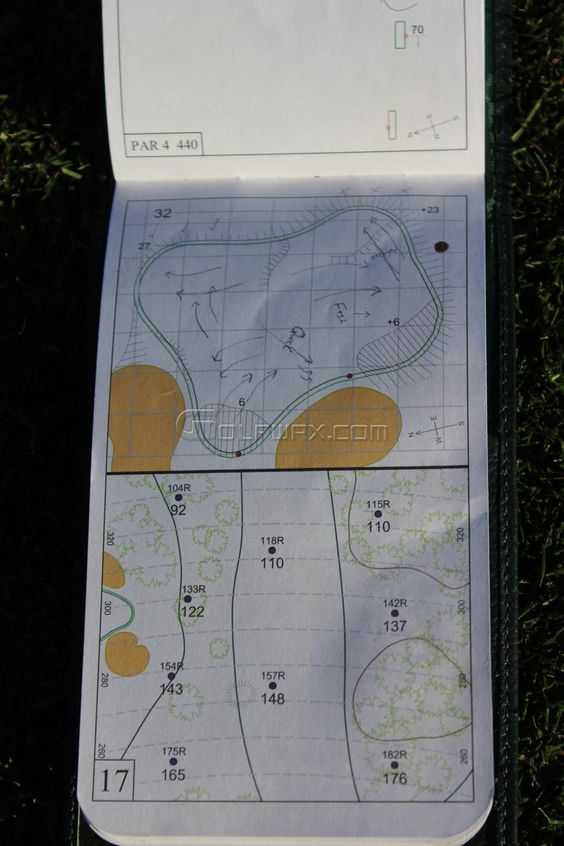 70
N E S W
PAR 4 440
32
+23
27
Fast
+6
Quick
6
N E S W
GOLFWRX.com
104R
92
115R
110
320
320
118R
110
133R
122
142R
137
300
300
154R
143
157R
148
280
280
175R
165
182R
176
260
260
17